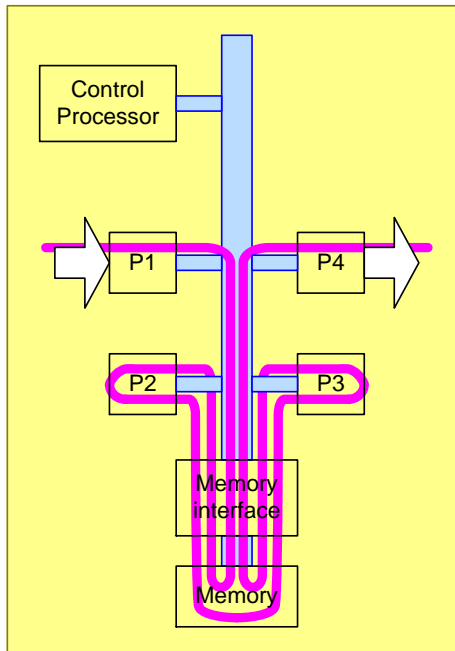 Control
Processor
P1
P4
P2
P3
Memory
interface
Memory